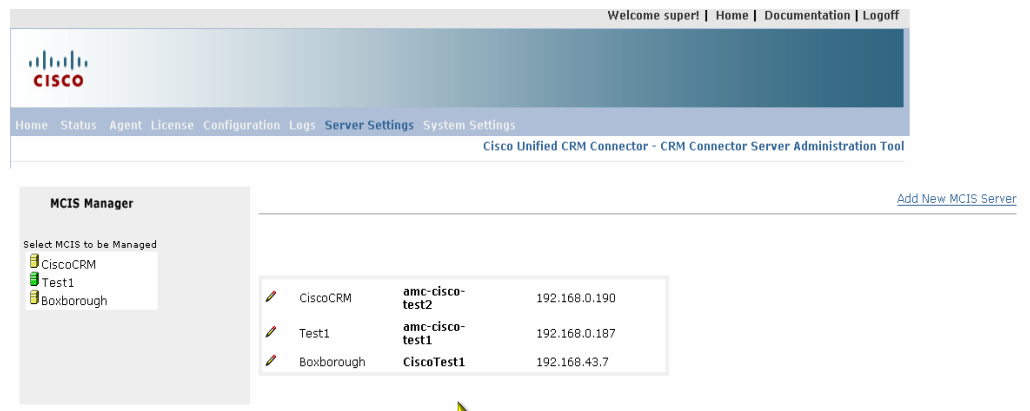 Welcome super! | Home | Documentation | Logoff
CISCO
Home Status Agent License Configuration Logs Server Settings System Settings
Cisco Unified CRM Connector - CRM Connector Server Administration Tool
MCIS Manager
Add New MCIS Server
Select MCIS to be Managed
CiscoCRM
Test1
Boxborough
CiscoCRM amc-cisco-
test2 192.168.0.190
Test1 amc-cisco-
test1 192.168.0.187
Boxborough CiscoTest1 192.168.43.7